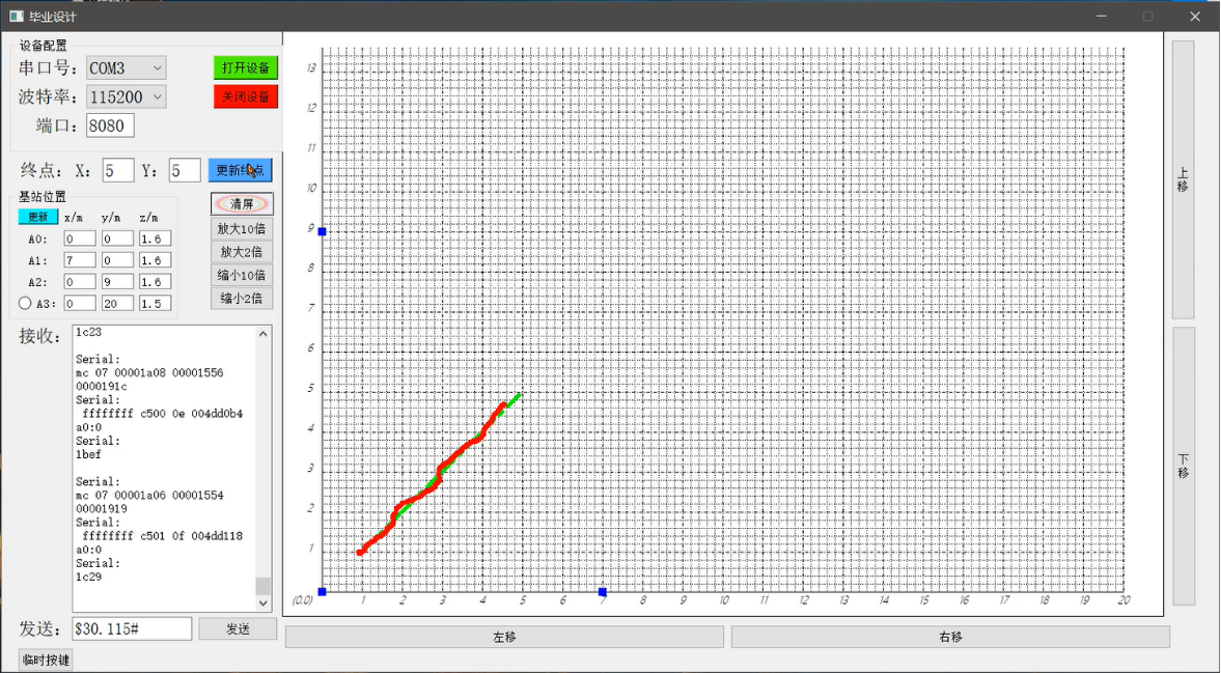 毕业设计
设备配置
串口号： COM3 打开设备
波特率： 115200 关闭设备
端口： 8080
终点： X: 5 Y: 5 更新终点
基站位置
更新 x/m y/m z/m
A0: 0 0 1.6
A1: 7 0 1.6
A2: 0 9 1.6
A3: 0 20 1.5
清屏
放大10倍
放大2倍
缩小10倍
缩小2倍
接收：
1c23
Serial:
mc 07 00001a08 00001556
0000191c
Serial:
ffffffff c500 0e 004dd0b4
a0:0
Serial:
1bef
Serial:
mc 07 00001a06 00001554
00001919
Serial:
ffffffff c501 0f 004dd118
a0:0
Serial:
1c29
发送： $30.115# 发送
临时按键
13
12
11
10
9
8
7
6
5
4
3
2
1
(0.0) 1 2 3 4 5 6 7 8 9 10 11 12 13 14 15 16 17 18 19 20
左移 右移
上移
下移